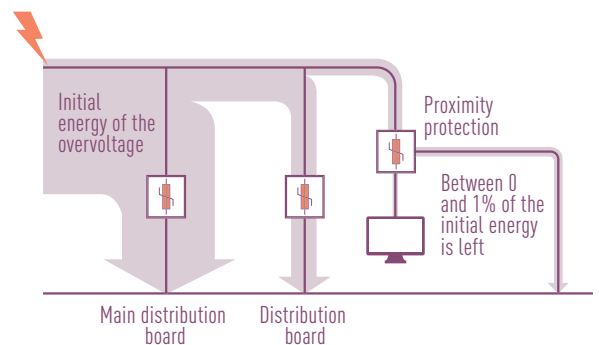 Initial
energy of the
overvoltage
Proximity
protection
Between 0
and 1% of the
initial energy
is left
Main distribution
board
Distribution
board